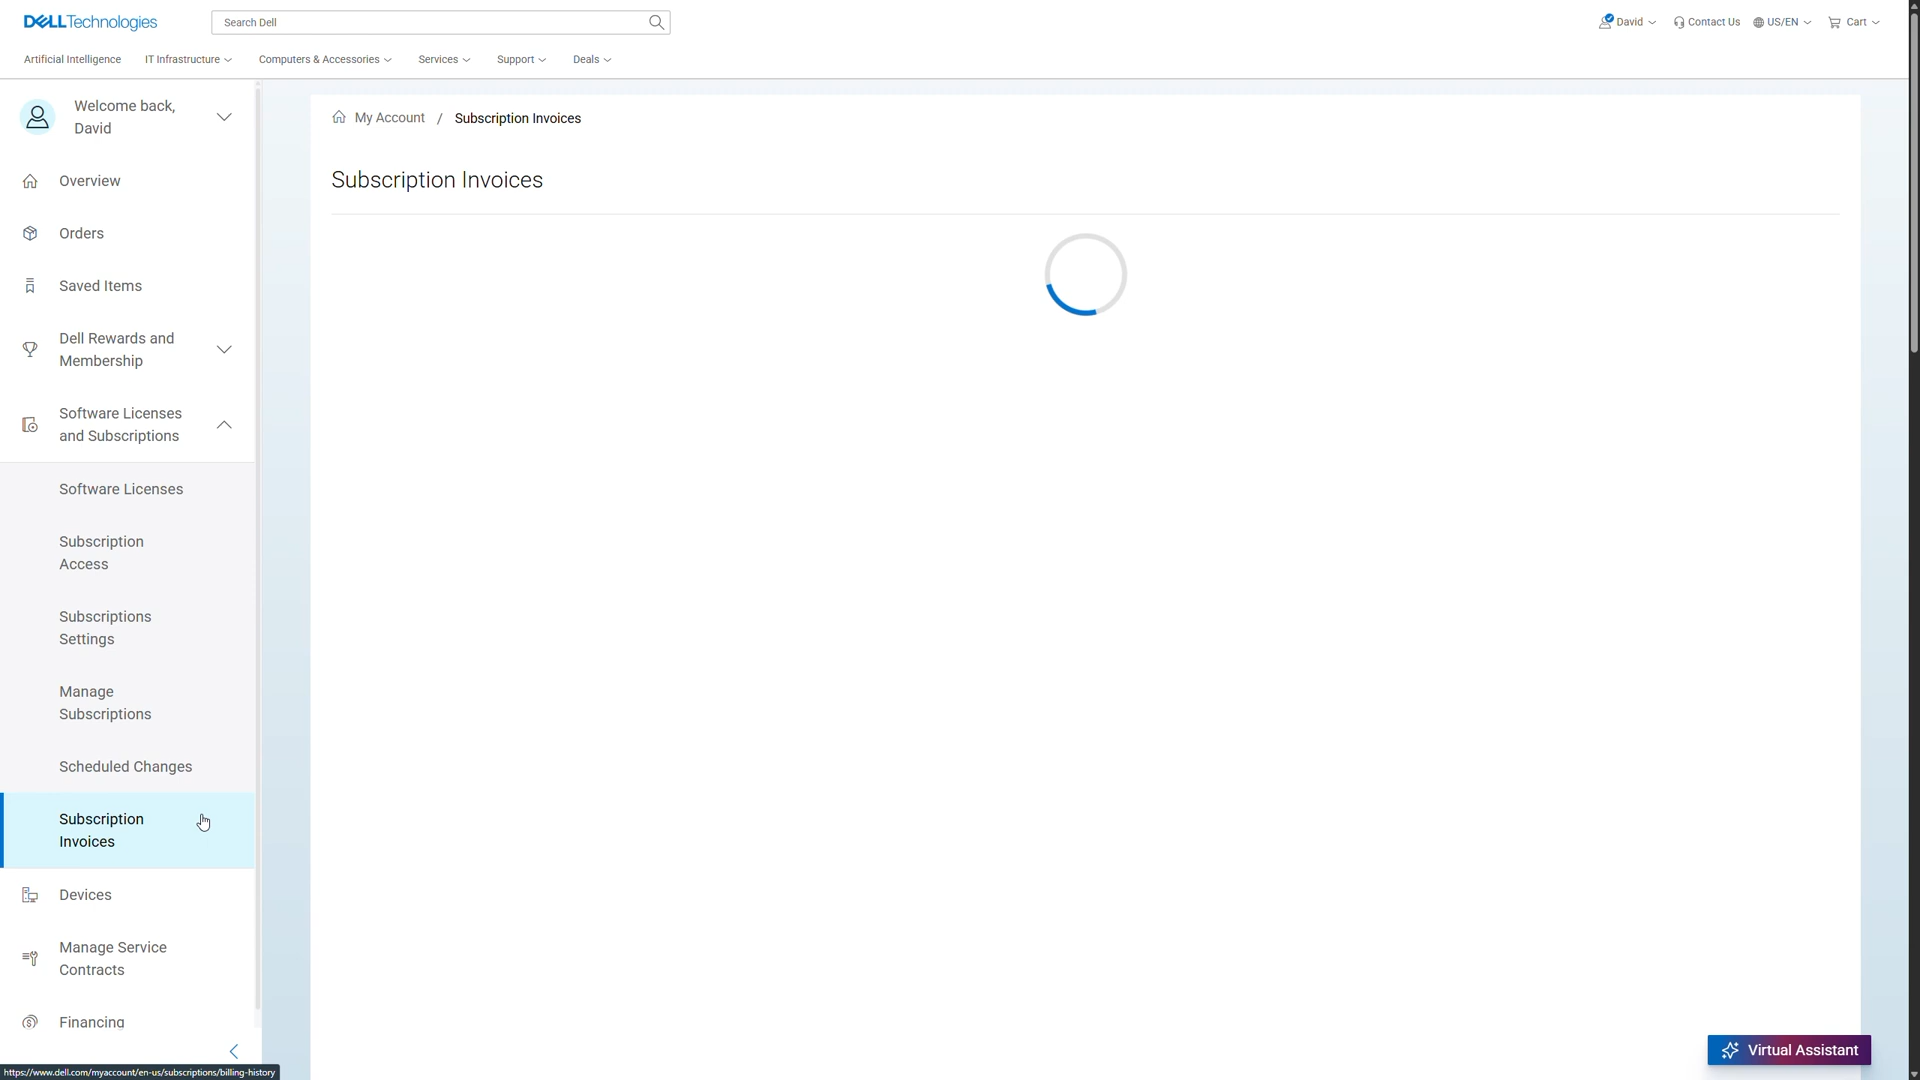 DELLTechnologies
Search Dell
David
Contact Us
US/EN
Cart
Artificial Intelligence
IT Infrastructure
Computers & Accessories
Services
Support
Deals
Welcome back,
David
Overview
Orders
Saved Items
Dell Rewards and
Membership
Software Licenses
and Subscriptions
Software Licenses
Subscription
Access
Subscriptions
Settings
Manage
Subscriptions
Scheduled Changes
Subscription
Invoices
Devices
Manage Service
Contracts
Financing
My Account / Subscription Invoices
Subscription Invoices
Virtual Assistant
https://www.dell.com/myaccount/en-us/subscriptions/billing-history